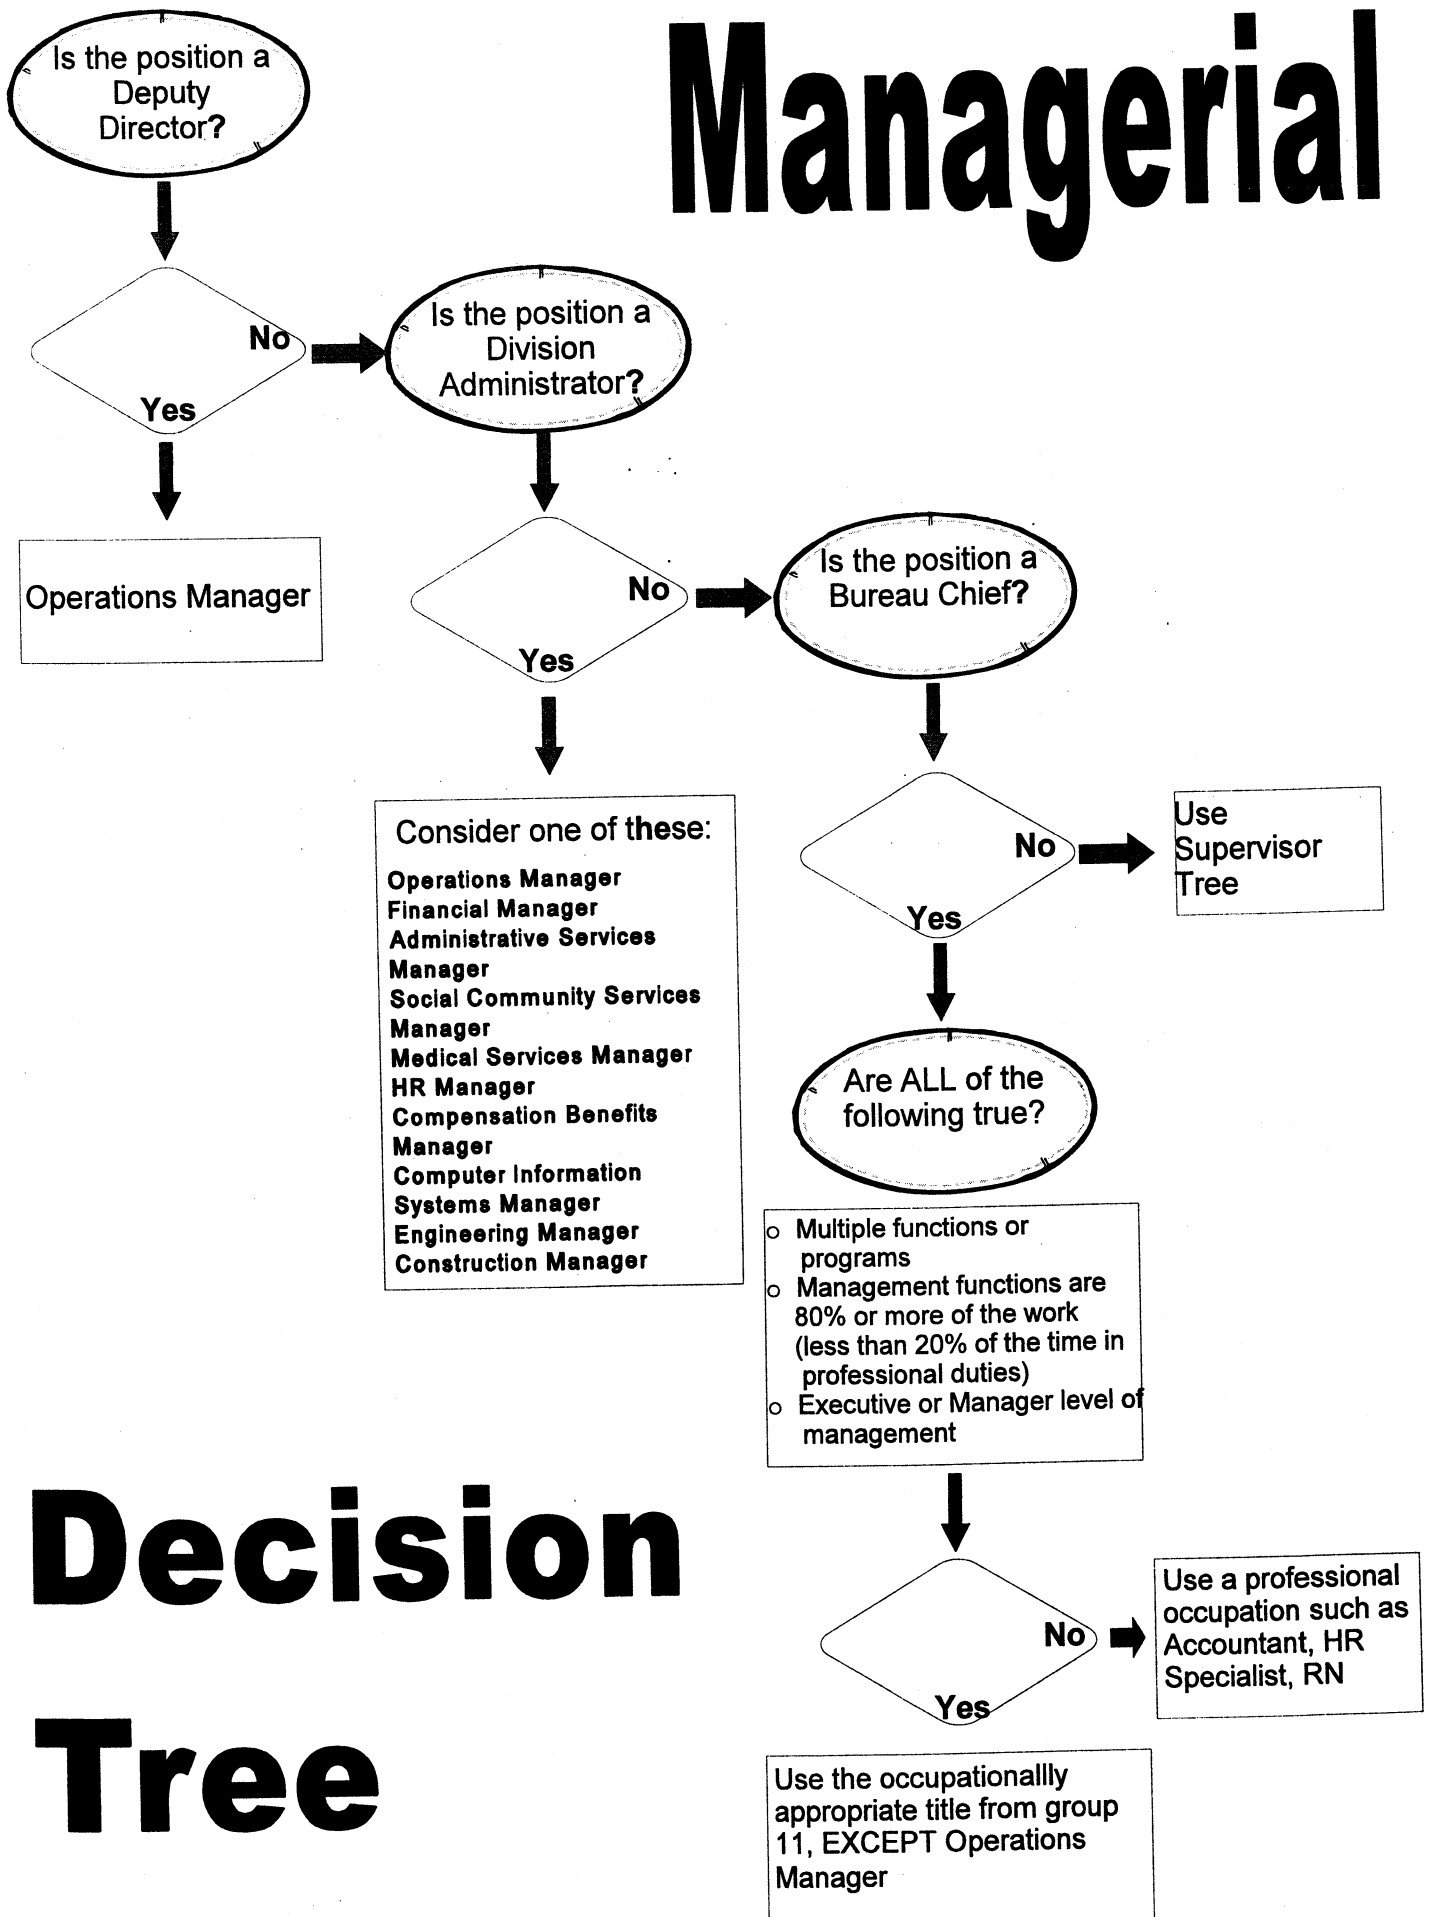 Managerial
Is the position a
Deputy
Director?
No
Yes
Operations Manager
Is the position a
Division
Administrator?
No
Yes
Consider one of these:
Operations Manager
Financial Manager
Administrative Services
Manager
Social Community Services
Manager
Medical Services Manager
HR Manager
Compensation Benefits
Manager
Computer Information
Systems Manager
Engineering Manager
Construction Manager
Is the position a
Bureau Chief?
No
Yes
Use
Supervisor
Tree
Are ALL of the
following true?
o Multiple functions or
programs
o Management functions are
80% or more of the work
(less than 20% of the time in
professional duties)
o Executive or Manager level of
management
No
Yes
Use a professional
occupation such as
Accountant, HR
Specialist, RN
Use the occupationallly
appropriate title from group
11, EXCEPT Operations
Manager
Decision
Tree